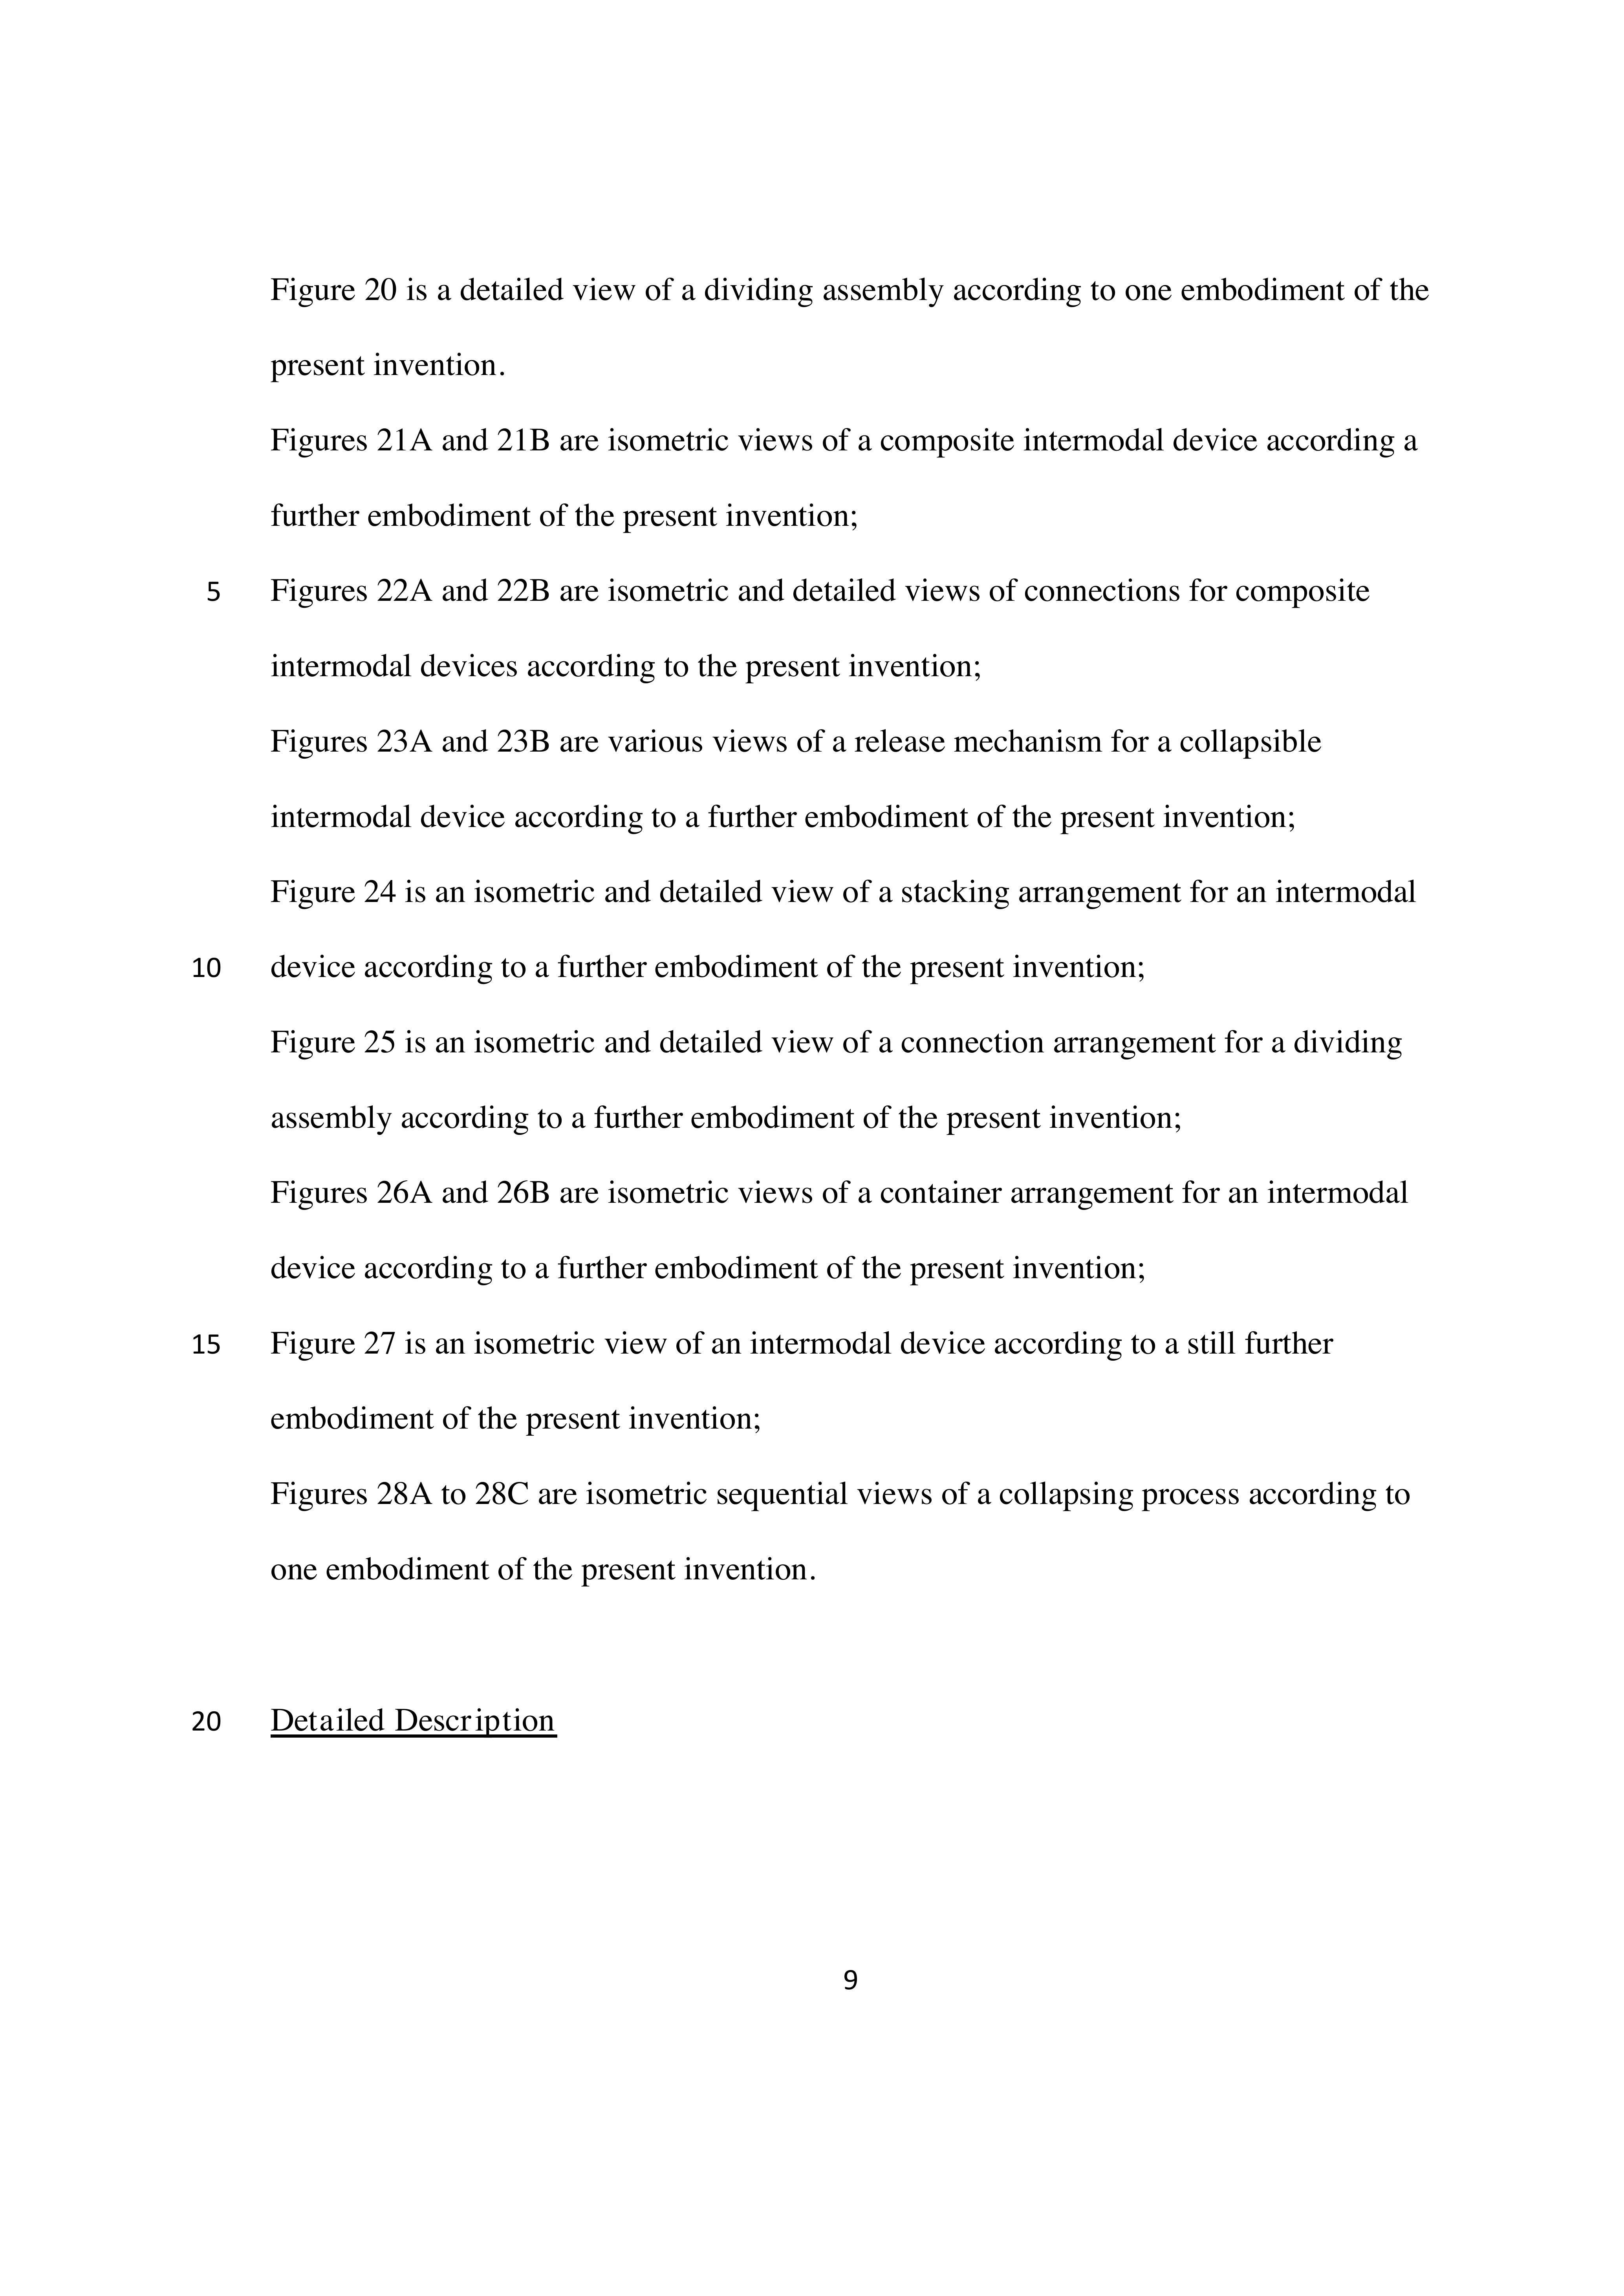 Figure 20 is a detailed view of a dividing assembly according to one embodiment of the
present invention.
Figures 21A and 21B are isometric views of a composite intermodal device according a
further embodiment of the present invention;
5 Figures 22A and 22B are isometric and detailed views of connections for composite
intermodal devices according to the present invention;
Figures 23A and 23B are various views of a release mechanism for a collapsible
intermodal device according to a further embodiment of the present invention;
Figure 24 is an isometric and detailed view of a stacking arrangement for an intermodal
10 device according to a further embodiment of the present invention;
Figure 25 is an isometric and detailed view of a connection arrangement for a dividing
assembly according to a further embodiment of the present invention;
Figures 26A and 26B are isometric views of a container arrangement for an intermodal
device according to a further embodiment of the present invention;
15 Figure 27 is an isometric view of an intermodal device according to a still further
embodiment of the present invention;
Figures 28A to 28C are isometric sequential views of a collapsing process according to
one embodiment of the present invention.
20 Detailed Description
9